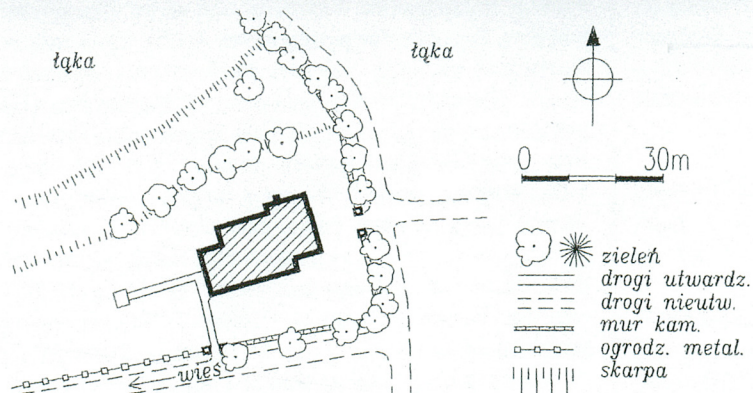 łąka
łąka
0 30m
zieleń
drogi utwardz.
drogi nieutw.
mur kam.
ogrodz. metal.
skarpa
wieś